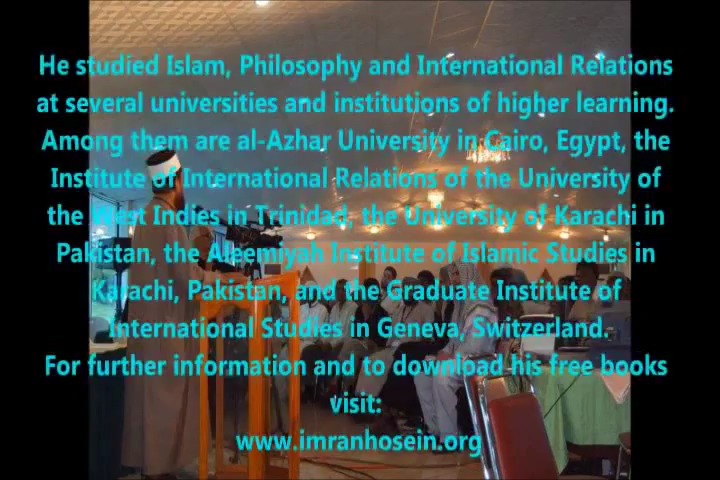 He studied Islam, Philosophy and International Relations
at several universities and institutions of higher learning.
Among them are al-Azhar University in Cairo, Egypt, the
Institute of International Relations of the University of
the West Indies in Trinidad, the University of Karachi in
Pakistan, the Aleemiyah Institute of Islamic Studies in
Karachi, Pakistan, and the Graduate Institute of
International Studies in Geneva, Switzerland.
For further information and to download his free books
visit:
www.imranhosein.org